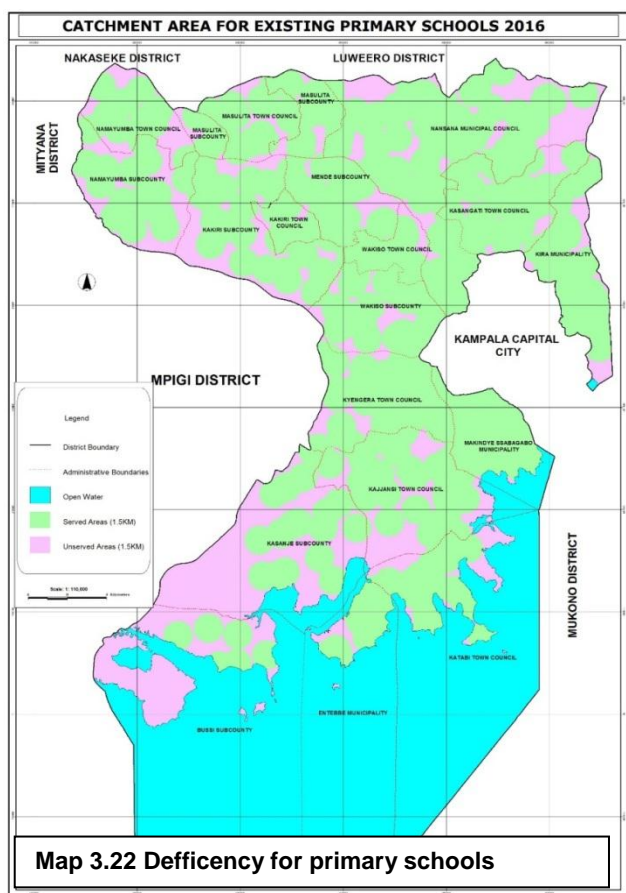 CATCHMENT AREA FOR EXISTING PRIMARY SCHOOLS 2016
NAKASEKE DISTRICT
LUWEERO DISTRICT
MITYANA
DISTRICT
MASULITA
SUBCOUNTY
MASULITA TOWN COUNCIL
NAMAYUMBA TOWN COUNCIL
MASULITA
SUBCOUNTY
NANSANA MUNICIPAL COUNCIL
NAMAYUMBA SUBCOUNTY
MENDE SUBCOUNTY
KAKIRI TOWN
COUNCIL
KASANGATI TOWN COUNCIL
KAKIRI SUBCOUNTY
WAKISO TOWN
COUNCIL
KIRA MUNICIPALITY
WAKISO SUBCOUNTY
KAMPALA CAPITAL
CITY
MPIGI DISTRICT
KYENGERA TOWN COUNCIL
MAKINDYE SSABAGABO
MUNICIPALITY
KAJJANSI TOWN COUNCIL
KASANJE SUBCOUNTY
MUKONO DISTRICT
KATABI TOWN COUNCIL
ENTEBBE MUNICIPALITY
BUSSI SUBCOUNTY
Legend
District Boundary
Administrative Boundaries
Open Water
Served Areas (1.5KM)
Unserved Areas (1.5KM)
Scale: 1: 110,000
Map 3.22 Defficency for primary schools